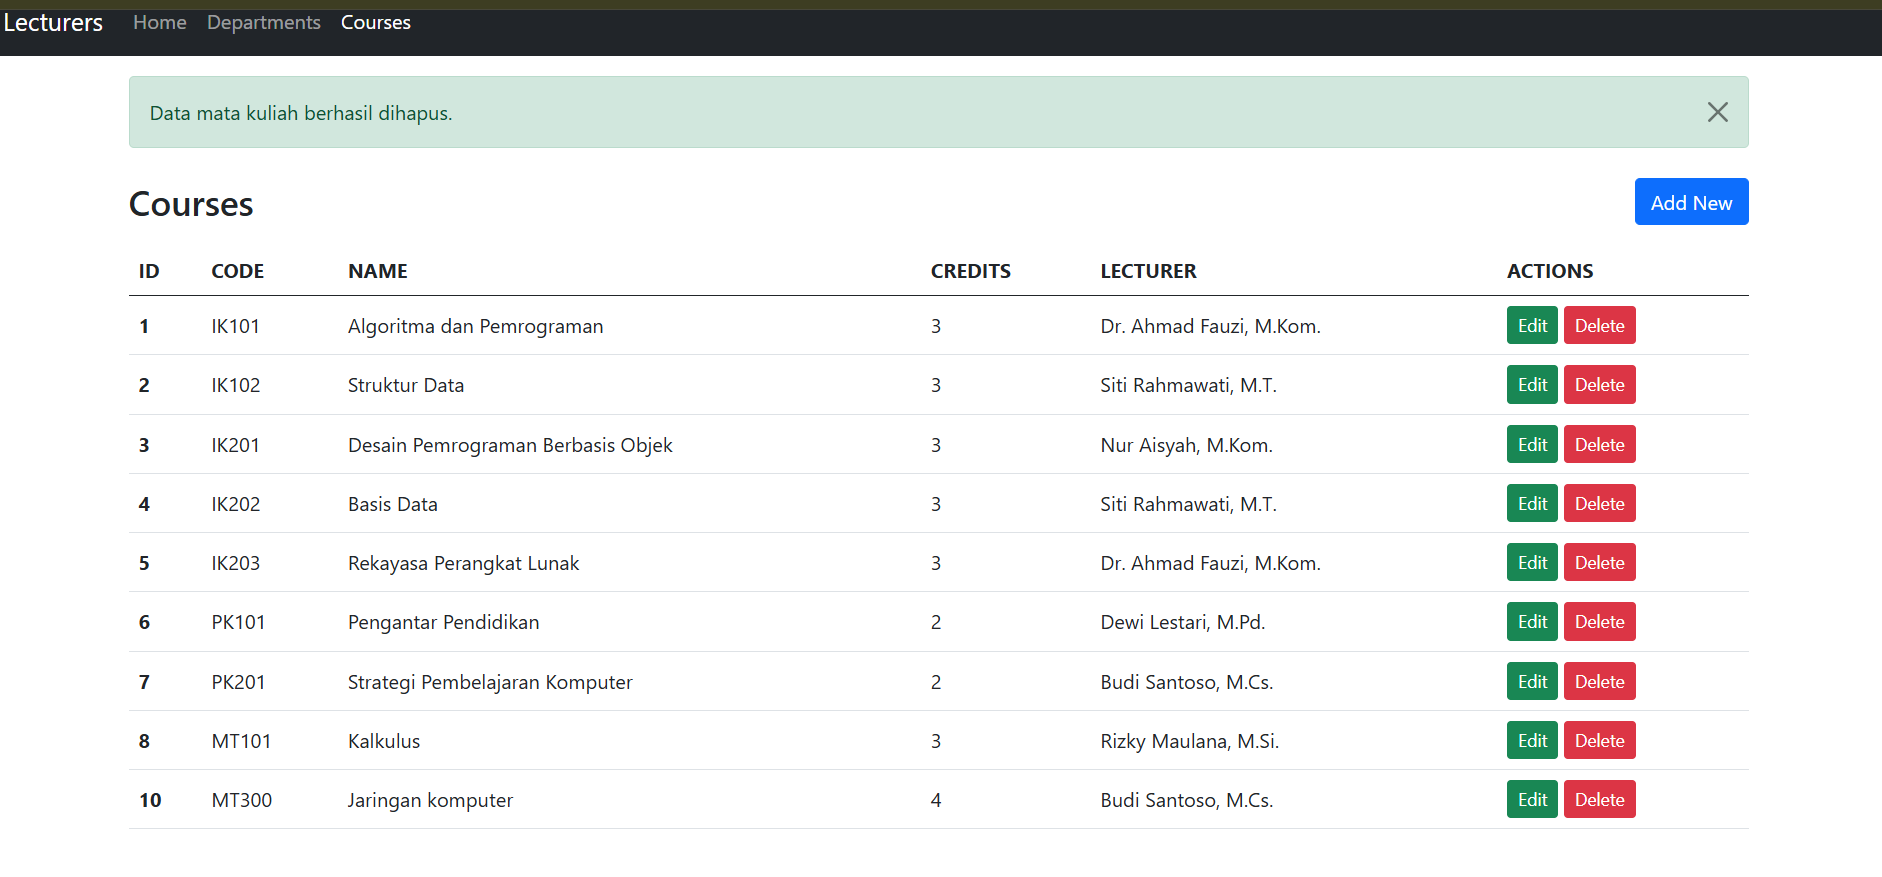 Lecturers Home Departments Courses
Data mata kuliah berhasil dihapus.
Courses Add New
ID CODE NAME CREDITS LECTURER ACTIONS
1 IK101 Algoritma dan Pemrograman 3 Dr. Ahmad Fauzi, M.Kom. Edit Delete
2 IK102 Struktur Data 3 Siti Rahmawati, M.T. Edit Delete
3 IK201 Desain Pemrograman Berbasis Objek 3 Nur Aisyah, M.Kom. Edit Delete
4 IK202 Basis Data 3 Siti Rahmawati, M.T. Edit Delete
5 IK203 Rekayasa Perangkat Lunak 3 Dr. Ahmad Fauzi, M.Kom. Edit Delete
6 PK101 Pengantar Pendidikan 2 Dewi Lestari, M.Pd. Edit Delete
7 PK201 Strategi Pembelajaran Komputer 2 Budi Santoso, M.Cs. Edit Delete
8 MT101 Kalkulus 3 Rizky Maulana, M.Si. Edit Delete
10 MT300 Jaringan komputer 4 Budi Santoso, M.Cs. Edit Delete